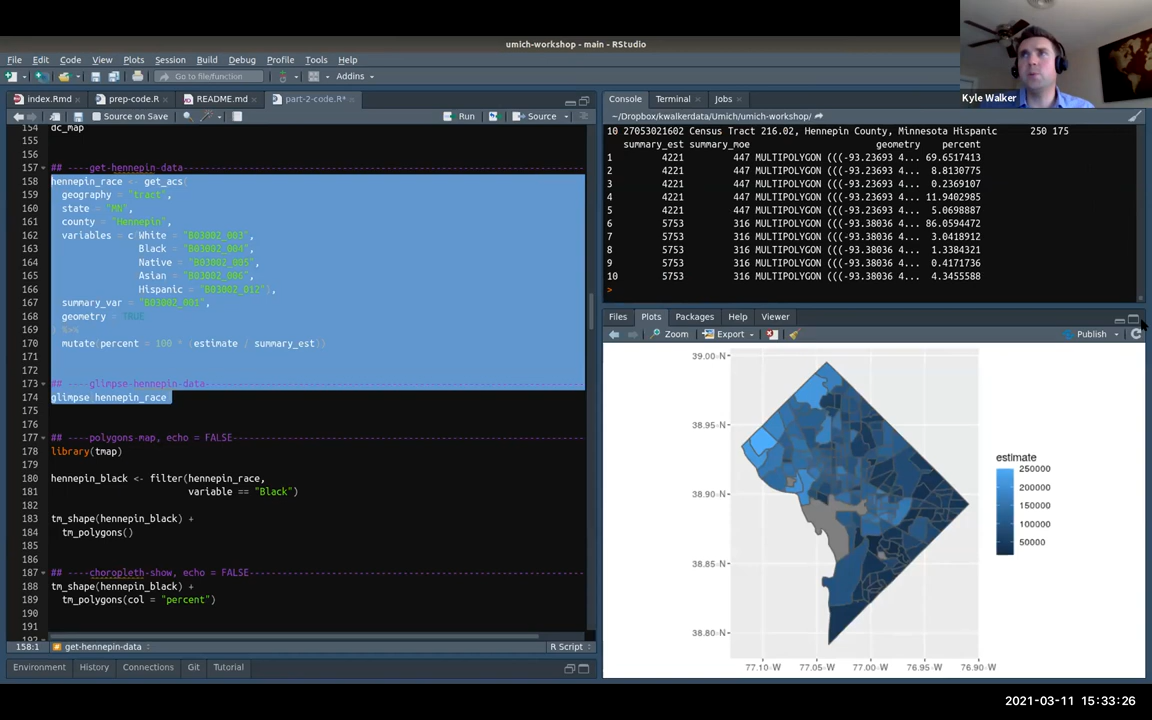 umich-workshop - main - RStudio
File Edit Code View Plots Session Build Debug Profile Tools Help
Go to file/function Addins
Kyle Walker
index.Rmd prep-code.R README.md part-2-code.R*
Source on Save Run Source
154 dc_map
155
156
157 ## ----get-hennepin-data----
158 hennepin_race <- get_acs(
159 geography = "tract",
160 state = "MN",
161 county = "Hennepin",
162 variables = c(White = "B03002_003",
163 Black = "B03002_004",
164 Native = "B03002_005",
165 Asian = "B03002_006",
166 Hispanic = "B03002_012"),
167 summary_var = "B03002_001",
168 geometry = TRUE
169 ) %>%
170 mutate(percent = 100 * (estimate / summary_est))
171
172
173 ## ----glimpse-hennepin-data----
174 glimpse(hennepin_race)
175
176
177 ## ----polygons-map, echo = FALSE----
178 library(tmap)
179
180 hennepin_black <- filter(hennepin_race,
181 variable == "Black")
182
183 tm_shape(hennepin_black) +
184 tm_polygons()
185
186
187 ## ----choropleth-show, echo = FALSE----
188 tm_shape(hennepin_black) +
189 tm_polygons(col = "percent")
190
191
192
158:1 get-hennepin-data R Script
Environment History Connections Git Tutorial
Console Terminal Jobs
~/Dropbox/kwalkerdata/Umich/umich-workshop/
10 27053021602 Census Tract 216.02, Hennepin County, Minnesota Hispanic 250 175
summary_est summary_moe geometry percent
1 4221 447 MULTIPOLYGON (((-93.23693 4... 69.6517413
2 4221 447 MULTIPOLYGON (((-93.23693 4... 8.8130775
3 4221 447 MULTIPOLYGON (((-93.23693 4... 0.2369107
4 4221 447 MULTIPOLYGON (((-93.23693 4... 11.9402985
5 4221 447 MULTIPOLYGON (((-93.23693 4... 5.0698887
6 5753 316 MULTIPOLYGON (((-93.38036 4... 86.0594472
7 5753 316 MULTIPOLYGON (((-93.38036 4... 3.0418912
8 5753 316 MULTIPOLYGON (((-93.38036 4... 1.3384321
9 5753 316 MULTIPOLYGON (((-93.38036 4... 0.4171736
10 5753 316 MULTIPOLYGON (((-93.38036 4... 4.3455588
>
Files Plots Packages Help Viewer
Zoom Export Publish
39.00°N
38.95°N
38.90°N
38.85°N
38.80°N
77.10°W 77.05°W 77.00°W 76.95°W 76.90°W
estimate
250000
200000
150000
100000
50000
2021-03-11 15:33:26